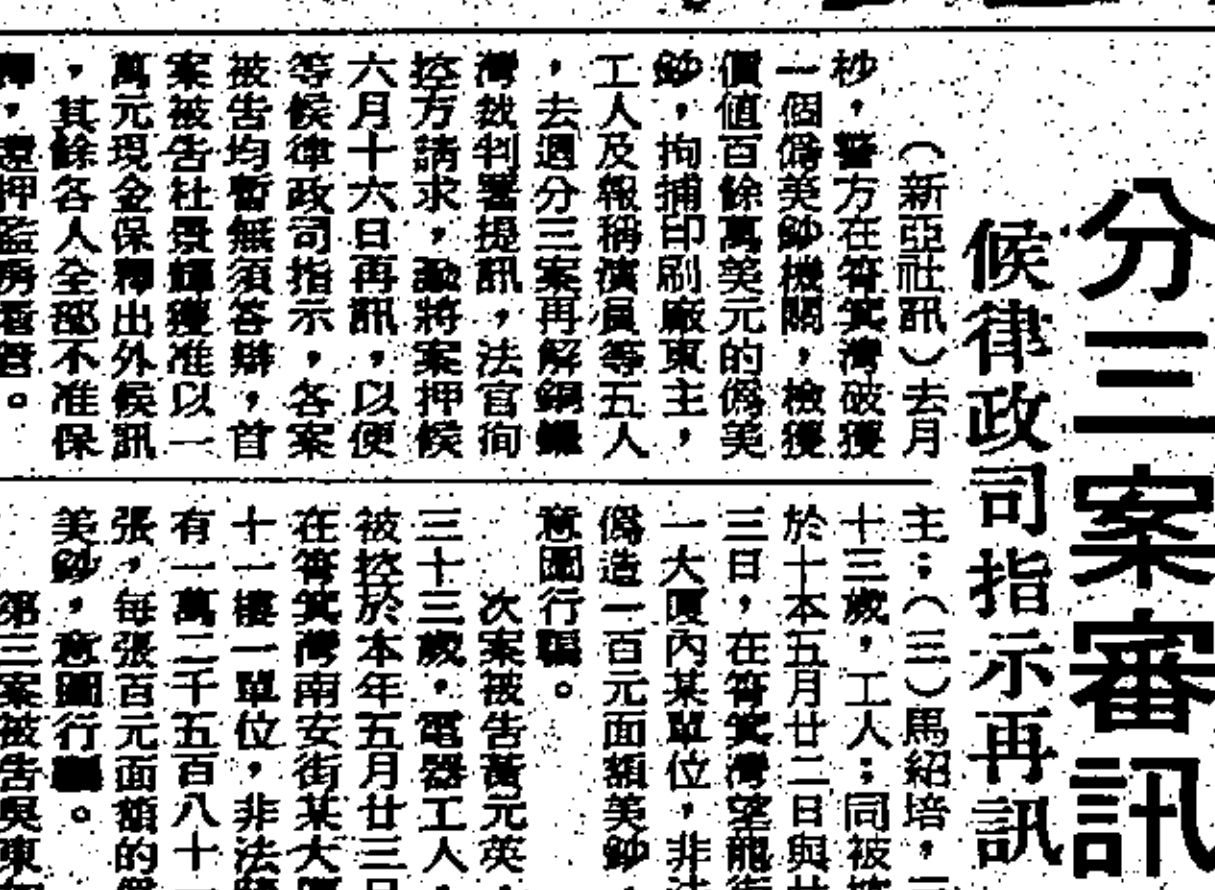 分三案審訊
候律政司指示再訊
（新亞社訊）去月
杪，警方在筲箕灣破獲
一個偽美鈔機關，檢獲
價值百餘萬美元的偽美
鈔，拘捕印刷廠東主，
工人及報稱演員等五人
，去週分三案再解銅鑼
灣裁判署提訊，法官徇
控方請求，融將案押候
六月十六日再訊，以便
等候律政司指示，各案
被告均暫無須答辯，首
案被告杜景輝獲准以一
萬元現金保釋出外候訊
，其餘各人全部不准保
釋，還押監房看管。
主；（三）馬紹培，二
十三歲，工人；同被控
於十本五月廿二日與廿
三日，在筲箕灣望龍街
一大厦內某單位，非法
偽造一百元面額美鈔，
意圖行騙。
次案被告黃元英，
三十三歲，電器工人，
被控於本年五月廿三日
在筲箕灣南安街某大厦
十一樓一單位，非法藏
有一萬二千五百八十一
張，每張百元面額的偽
美鈔，意圖行騙。
第三案被告吳東